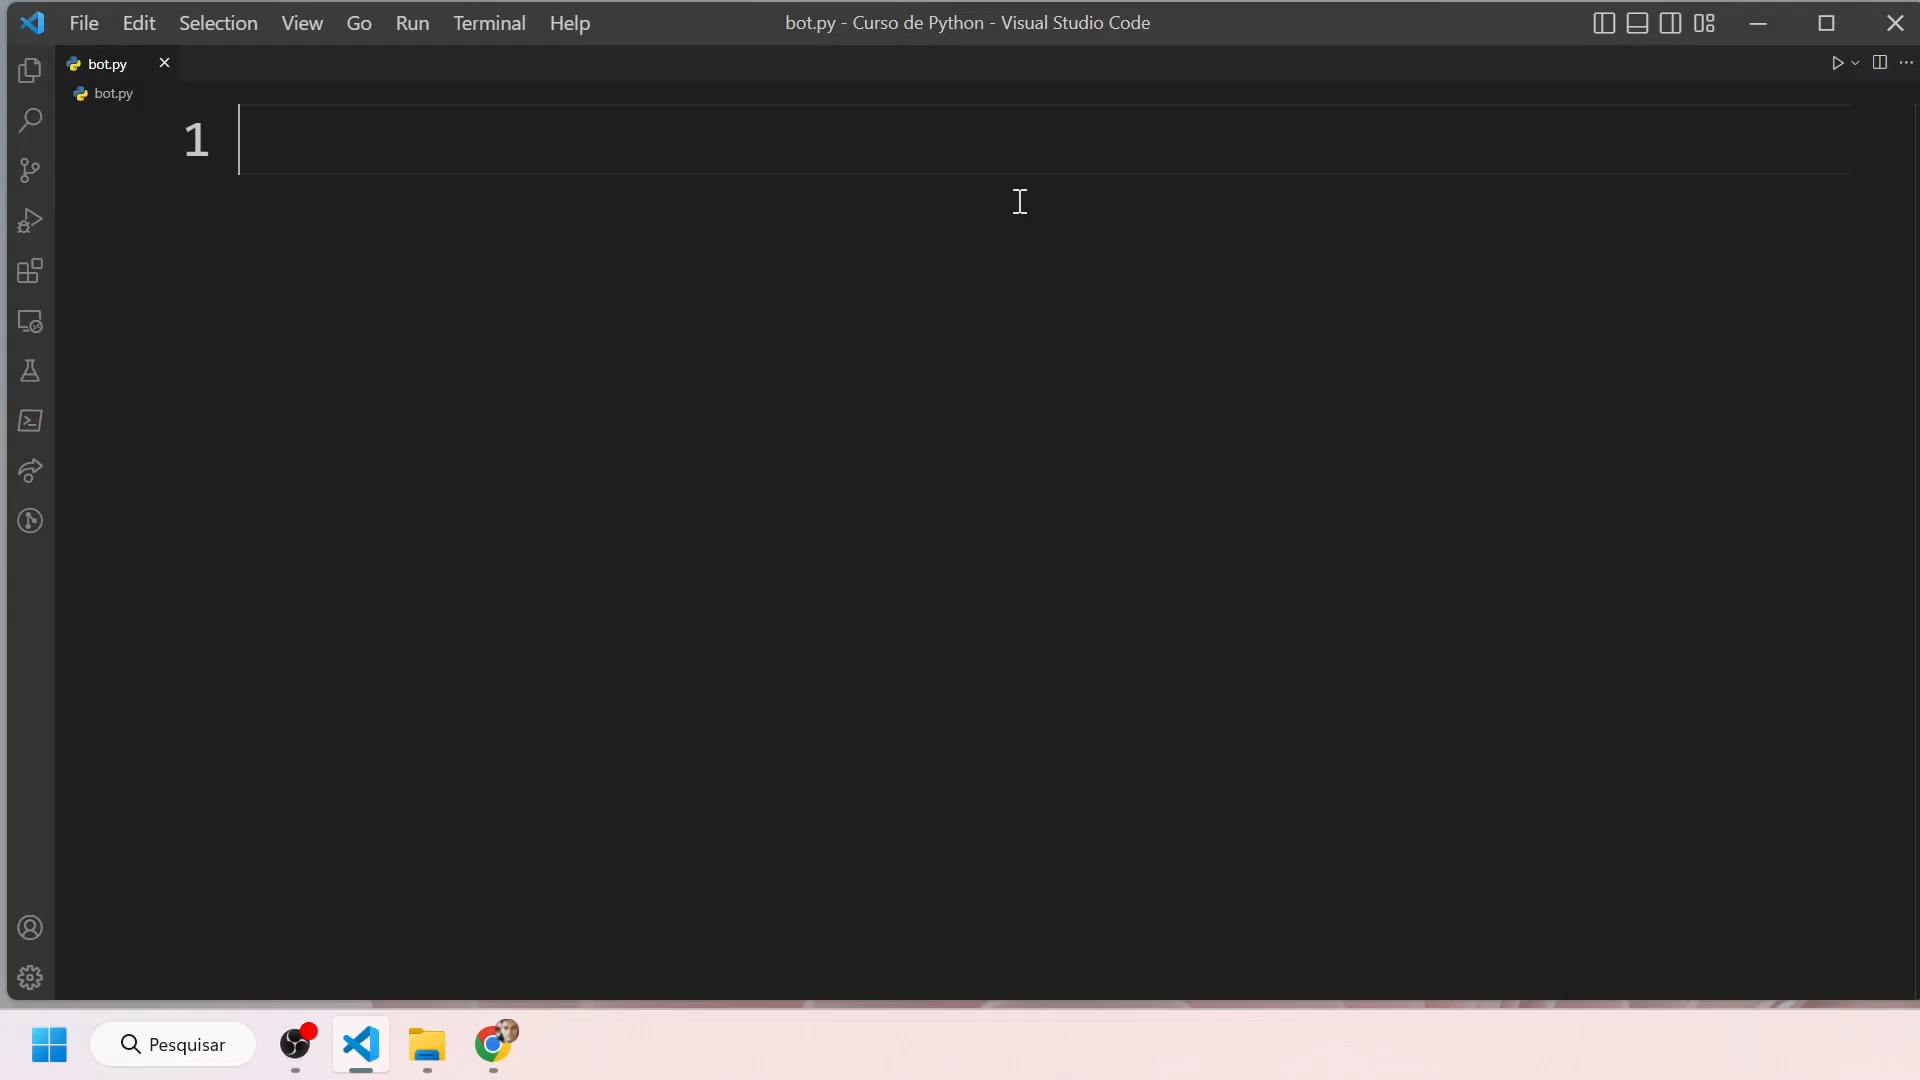 File Edit Selection View Go Run Terminal Help
bot.py - Curso de Python - Visual Studio Code
bot.py
bot.py
1
Pesquisar